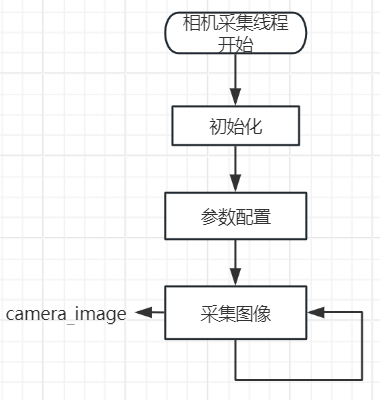 相机采集线程
开始
初始化
参数配置
camera_image
采集图像